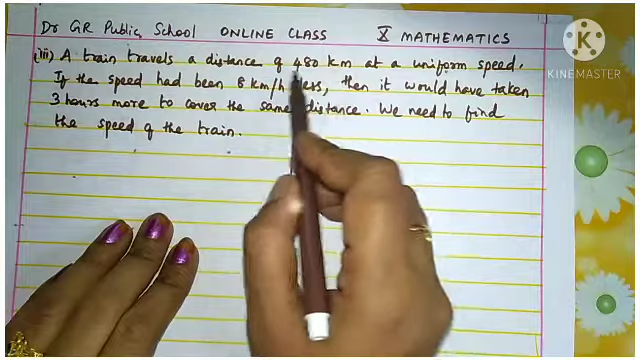 Dr GR Public School ONLINE CLASS X MATHEMATICS
(iii) A train travels a distance of 480 km at a uniform speed.
If the speed had been 8 km/h less, then it would have taken
3 hours more to cover the same distance. We need to find
the speed of the train.
K
KINEMASTER